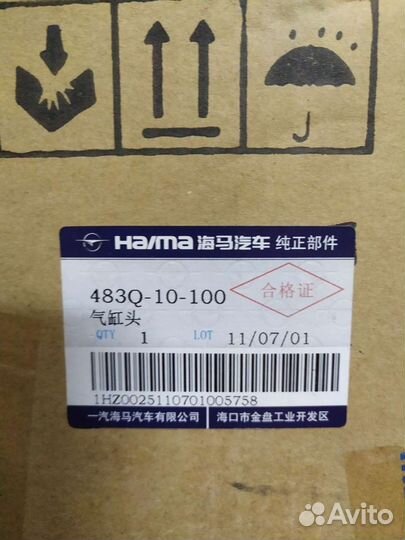 Haima 海马汽车 纯正部件
483Q-10-100
合格证
气缸头
QTY 1 LOT 11/07/01
1HZ0025110701005758
一汽海马汽车有限公司 海口市金盘工业开发区
Avito